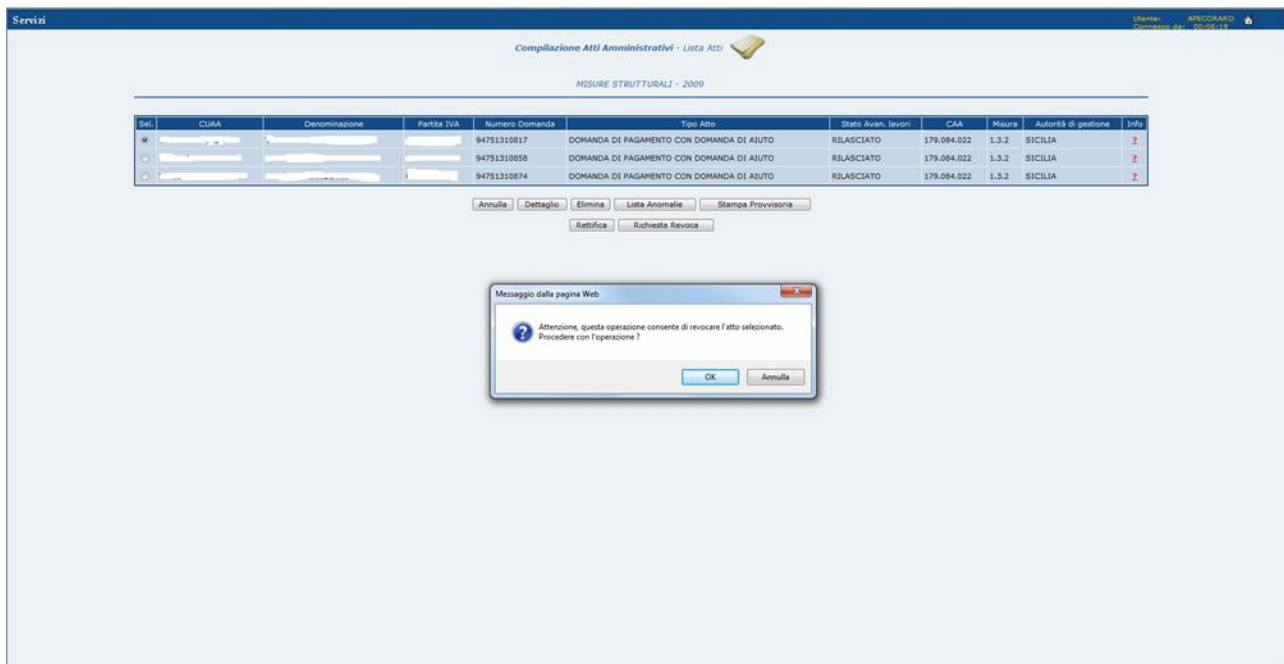 Servizi
Utente: APECORARO
Connesso da: 00:06:19
Compilazione Atti Amministrativi - Lista Atti
MISURE STRUTTURALI - 2009
Sel. CUAA Denominazione Partita IVA Numero Domanda Tipo Atto Stato Avan. lavori CAA Misura Autorità di gestione Info
94751310817 DOMANDA DI PAGAMENTO CON DOMANDA DI AIUTO RILASCIATO 179.084.022 1.3.2 SICILIA ?
94751310858 DOMANDA DI PAGAMENTO CON DOMANDA DI AIUTO RILASCIATO 179.084.022 1.3.2 SICILIA ?
94751310874 DOMANDA DI PAGAMENTO CON DOMANDA DI AIUTO RILASCIATO 179.084.022 1.3.2 SICILIA ?
Annulla Dettaglio Elimina Lista Anomalie Stampa Provvisoria
Rettifica Richiesta Revoca
Messaggio dalla pagina Web
Attenzione, questa operazione consente di revocare l'atto selezionato.
Procedere con l'operazione ?
OK Annulla